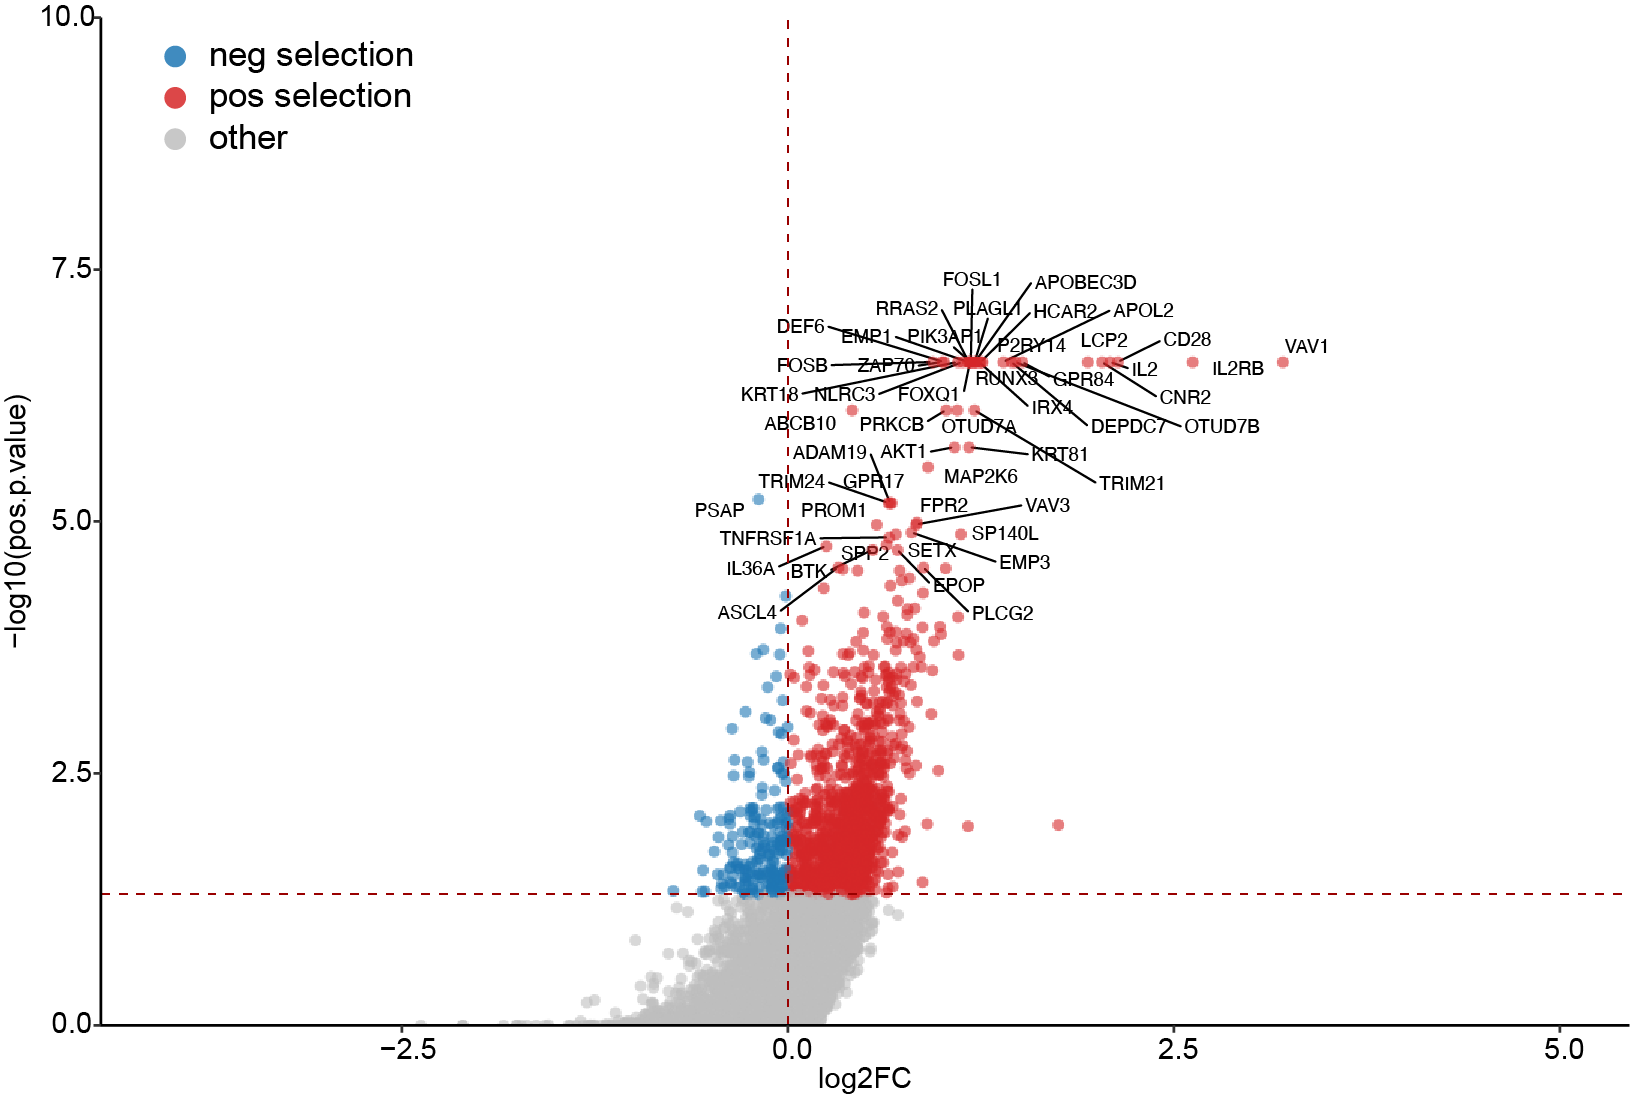 10.0
neg selection
pos selection
other
7.5
FOSL1
APOBEC3D
RRAS2
PLAGL1
HCAR2
APOL2
DEF6
EMP1
PIK3AP1
P2RY14
LCP2
CD28
VAV1
FOSB
ZAP70
RUNX3
GPR84
IL2
IL2RB
KRT18
NLRC3
FOXQ1
IRX4
CNR2
ABCB10
PRKCB
OTUD7A
DEPDC7
OTUD7B
ADAM19
AKT1
KRT81
TRIM24
GPR17
MAP2K6
TRIM21
PSAP
PROM1
FPR2
VAV3
5.0
TNFRSF1A
SP140L
SPP2
SETX
IL36A
BTK
EMP3
EPOP
ASCL4
PLCG2
−log10(pos.p.value)
2.5
0.0
−2.5
0.0
2.5
5.0
log2FC